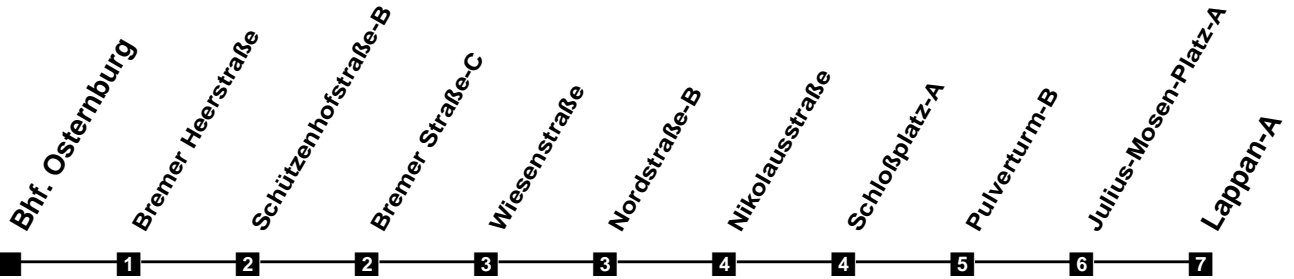 Bhf. Osternburg
Bremer Heerstraße
Schützenhofstraße-B
Bremer Straße-C
Wiesenstraße
Nordstraße-B
Nikolausstraße
Schloßplatz-A
Pulverturm-B
Julius-Mosen-Platz-A
Lappan-A
1 2 2 3 3 4 4 5 6 7